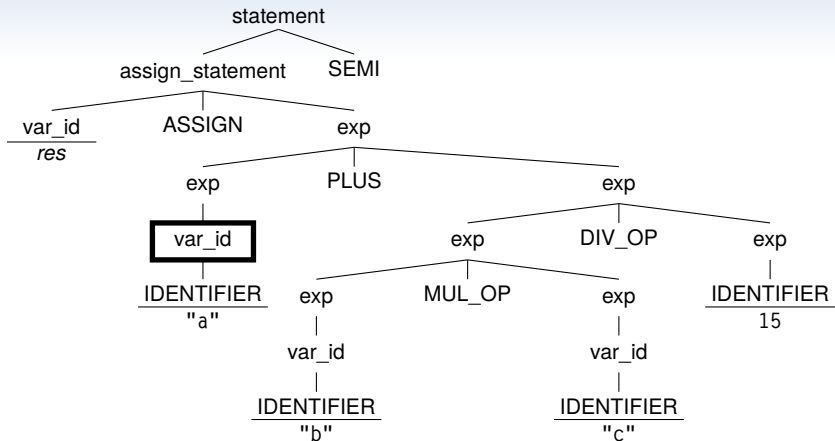 statement
assign_statement SEMI
var_id ASSIGN exp
res
exp PLUS exp
var_id exp DIV_OP exp
IDENTIFIER exp MUL_OP exp IDENTIFIER
"a" 15
var_id var_id
IDENTIFIER IDENTIFIER
"b" "c"